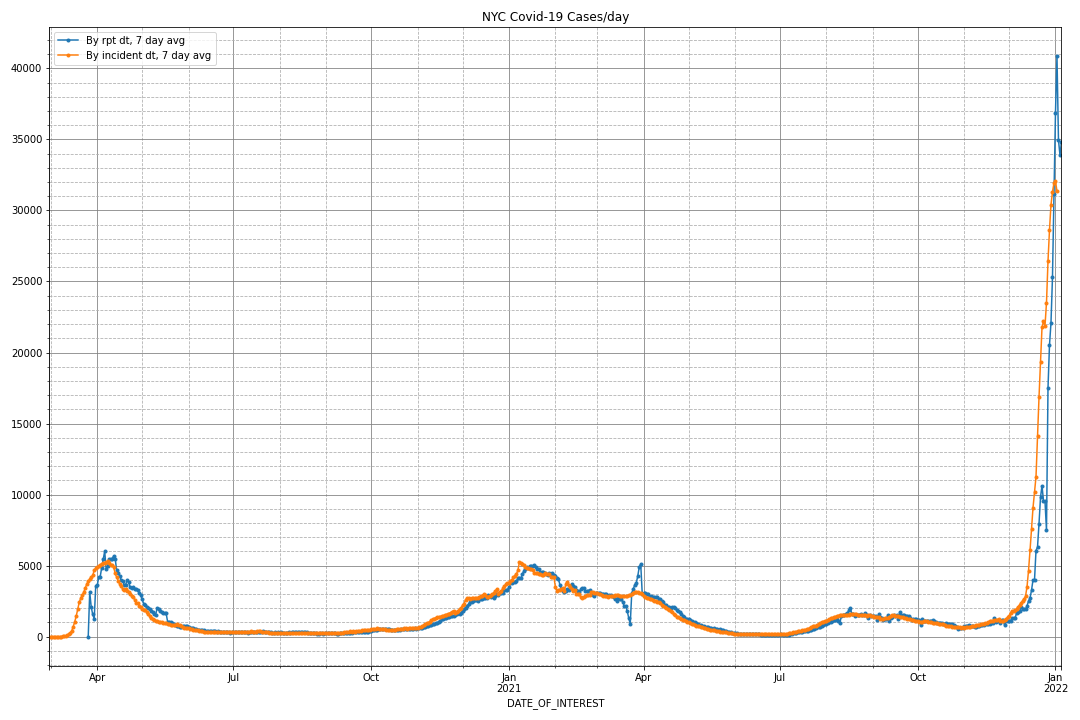 NYC Covid-19 Cases/day
By rpt dt, 7 day avg
By incident dt, 7 day avg
40000
35000
30000
25000
20000
15000
10000
5000
0
Apr
Jul
Oct
Jan
2021
Apr
Jul
Oct
Jan
2022
DATE_OF_INTEREST